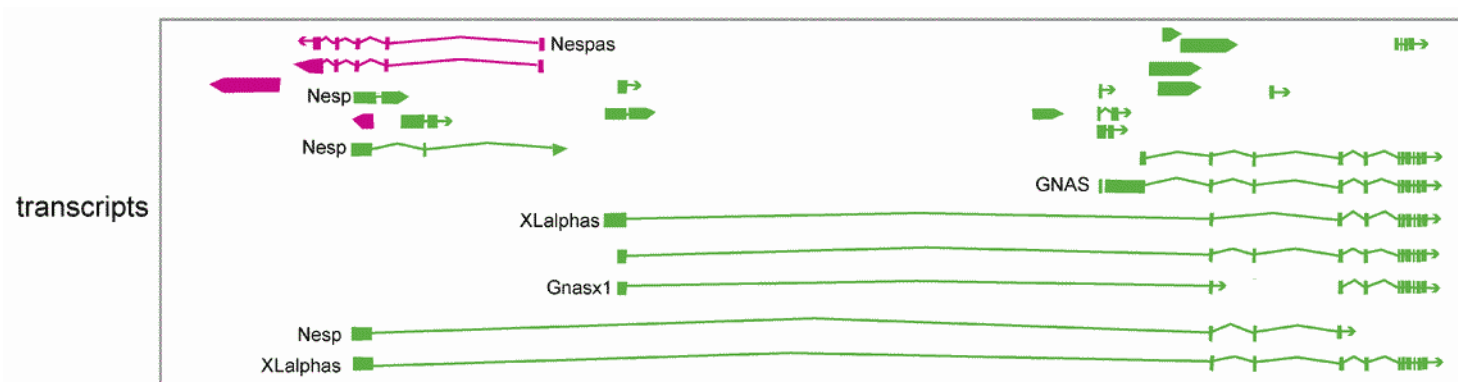 Nespas
Nesp
Nesp
GNAS
transcripts
XLalphas
Gnasx1
Nesp
XLalphas